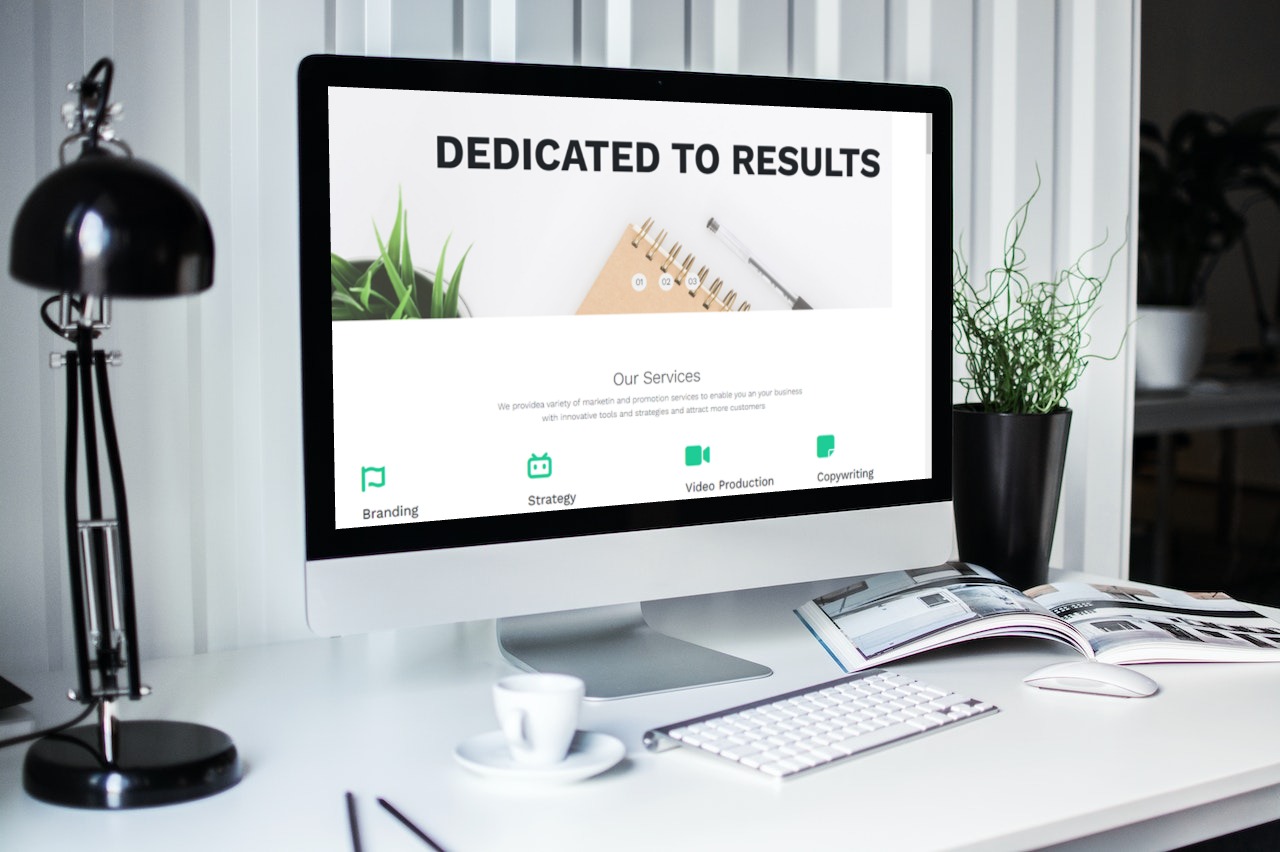 DEDICATED TO RESULTS
01 02 03
Our Services
We providea variety of marketin and promotion services to enable you an your business
with innovative tools and strategies and attract more customers
Branding
Strategy
Video Production
Copywriting